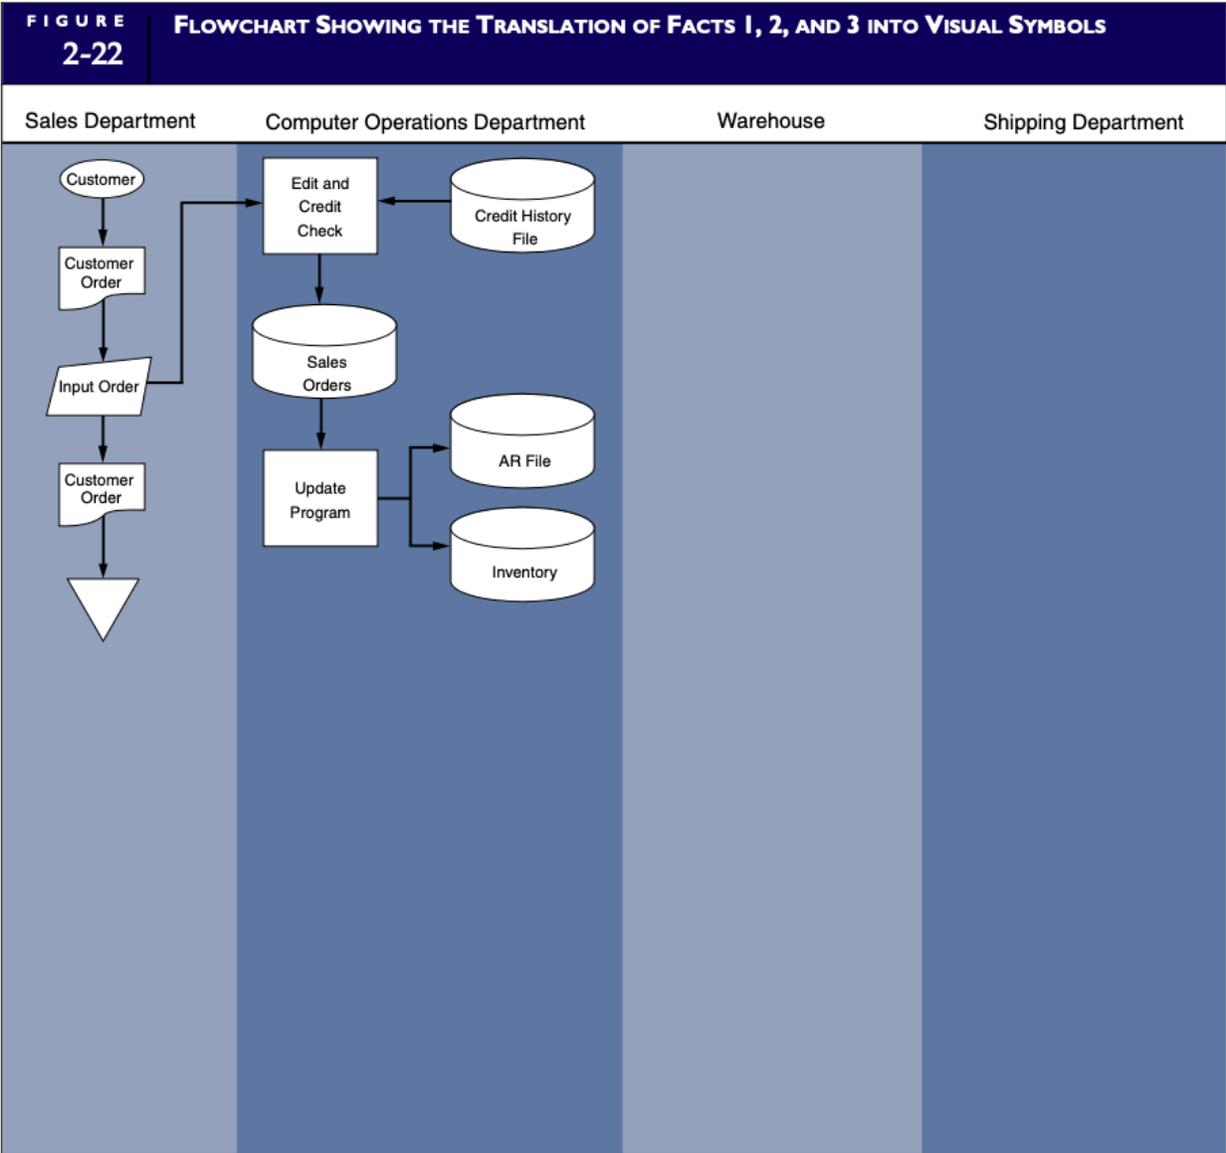 FIGURE
2-22
FLOWCHART SHOWING THE TRANSLATION OF FACTS 1, 2, AND 3 INTO VISUAL SYMBOLS
Sales Department
Computer Operations Department
Warehouse
Shipping Department
Customer
Customer
Order
Input Order
Customer
Order
Edit and
Credit
Check
Credit History
File
Sales
Orders
Update
Program
AR File
Inventory